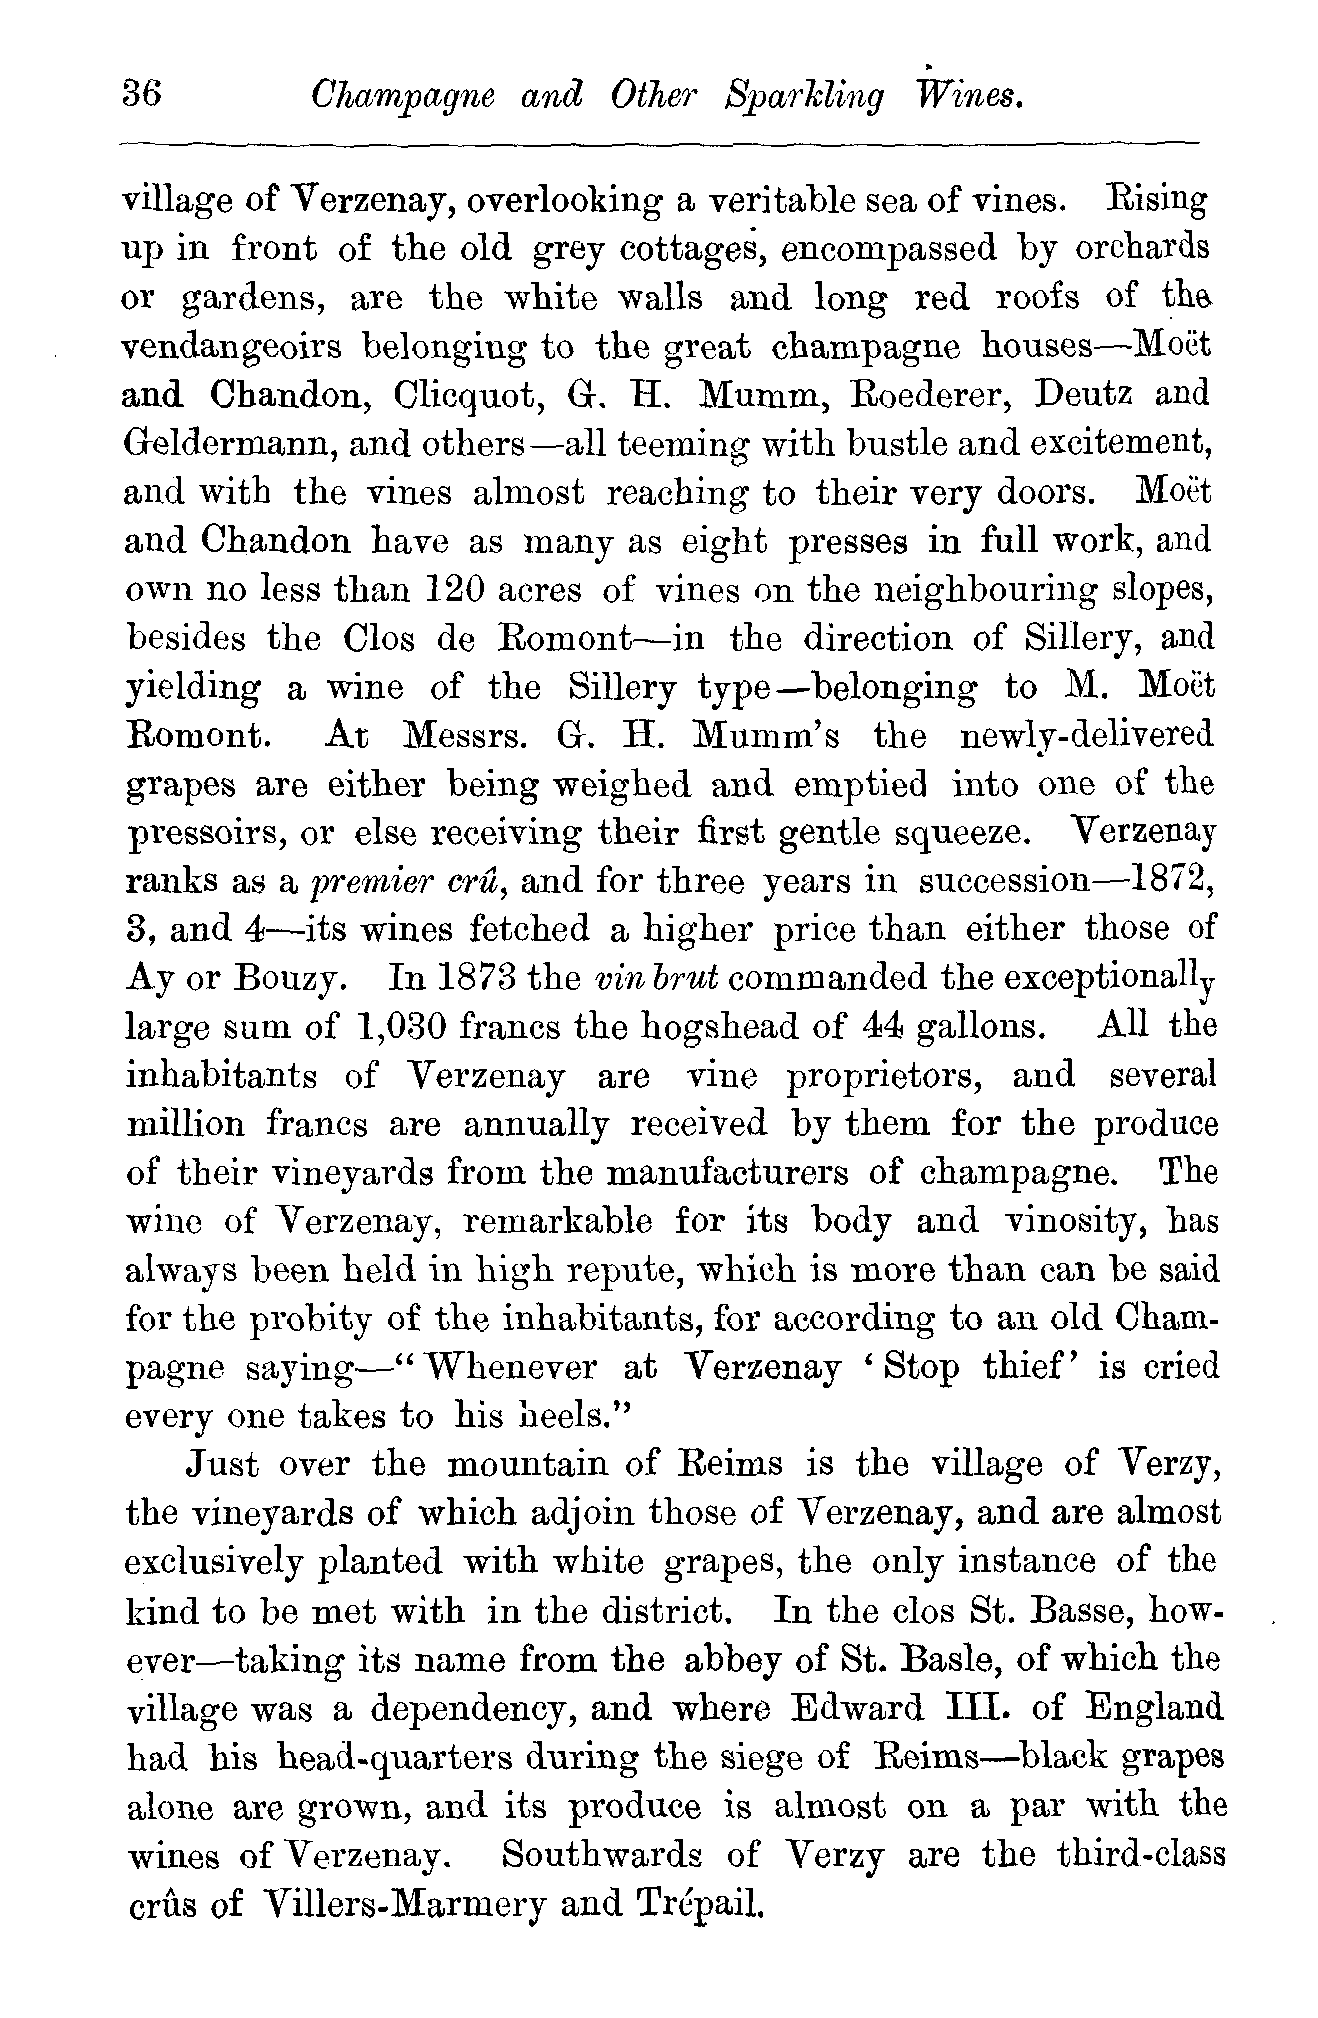 36 Champagne and Other Sparkling Wines.
village of Verzenay, overlooking a veritable sea of vines. Rising
up in front of the old grey cottages, encompassed by orchards
or gardens, are the white walls and long red roofs of the
vendangeoirs belonging to the great champagne houses—Moët
and Chandon, Clicquot, G. H. Mumm, Roederer, Deutz and
Geldermann, and others—all teeming with bustle and excitement,
and with the vines almost reaching to their very doors. Moët
and Chandon have as many as eight presses in full work, and
own no less than 120 acres of vines on the neighbouring slopes,
besides the Clos de Romont—in the direction of Sillery, and
yielding a wine of the Sillery type—belonging to M. Moët
Romont. At Messrs. G. H. Mumm's the newly-delivered
grapes are either being weighed and emptied into one of the
pressoirs, or else receiving their first gentle squeeze. Verzenay
ranks as a premier crû, and for three years in succession—1872,
3, and 4—its wines fetched a higher price than either those of
Ay or Bouzy. In 1873 the vin brut commanded the exceptionally
large sum of 1,030 francs the hogshead of 44 gallons. All the
inhabitants of Verzenay are vine proprietors, and several
million francs are annually received by them for the produce
of their vineyards from the manufacturers of champagne. The
wine of Verzenay, remarkable for its body and vinosity, has
always been held in high repute, which is more than can be said
for the probity of the inhabitants, for according to an old Cham-
pagne saying—“Whenever at Verzenay ‘Stop thief’ is cried
every one takes to his heels.”
Just over the mountain of Reims is the village of Verzy,
the vineyards of which adjoin those of Verzenay, and are almost
exclusively planted with white grapes, the only instance of the
kind to be met with in the district. In the clos St. Basse, how-
ever—taking its name from the abbey of St. Basle, of which the
village was a dependency, and where Edward III. of England
had his head-quarters during the siege of Reims—black grapes
alone are grown, and its produce is almost on a par with the
wines of Verzenay. Southwards of Verzy are the third-class
crûs of Villers-Marmery and Trépail.